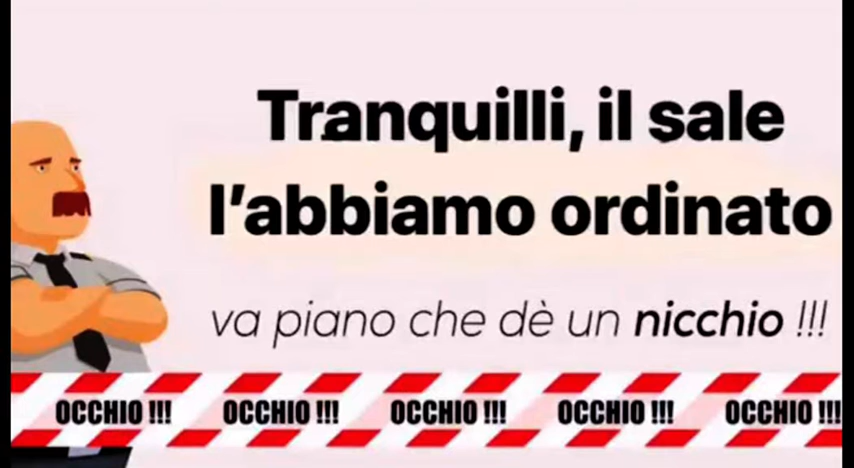 Tranquilli, il sale
l'abbiamo ordinato
va piano che dè un nicchio !!!
OCCHIO !!! OCCHIO !!! OCCHIO !!! OCCHIO !!! OCCHIO !!!